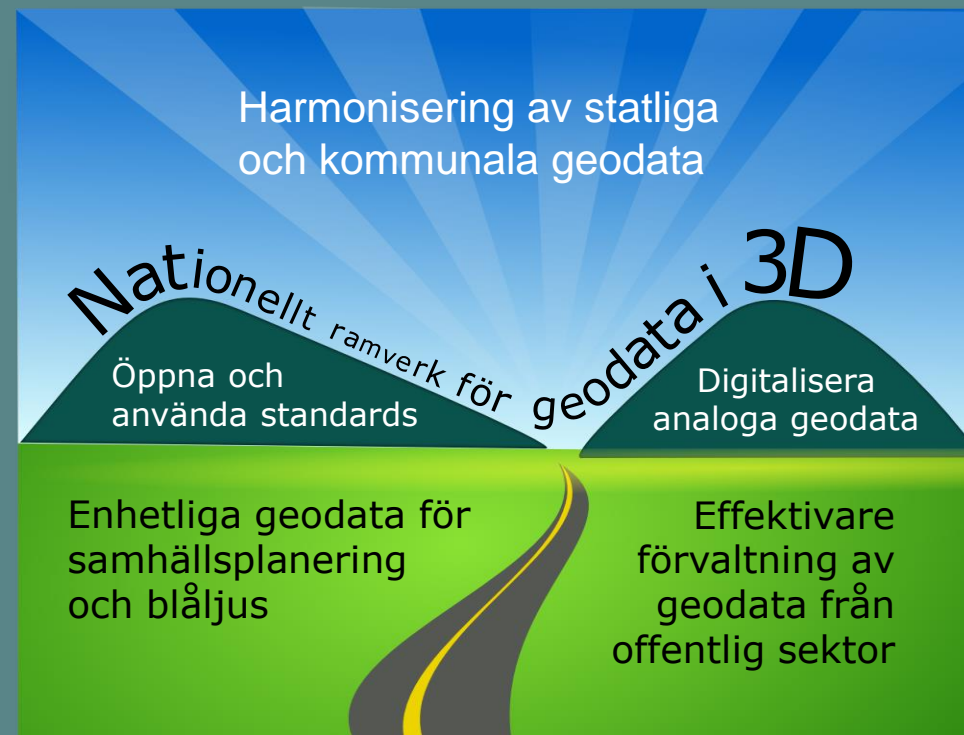 Harmonisering av statliga
och kommunala geodata
Nationellt ramverk för geodata i 3D
Öppna och
använda standards
Digitalisera
analoga geodata
Enhetliga geodata för
samhällsplanering
och blåljus
Effektivare
förvaltning av
geodata från
offentlig sektor